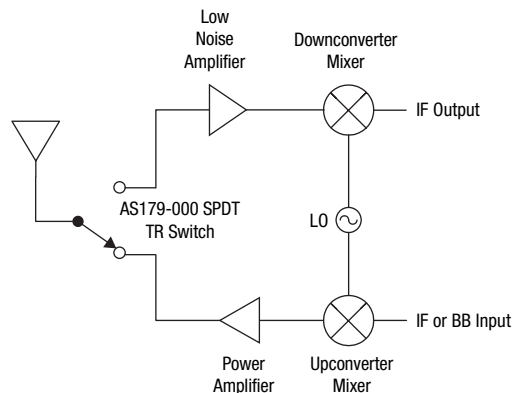 Low
Noise
Amplifier
Downconverter
Mixer
IF Output
AS179-000 SPDT
TR Switch
LO
IF or BB Input
Power
Amplifier
Upconverter
Mixer